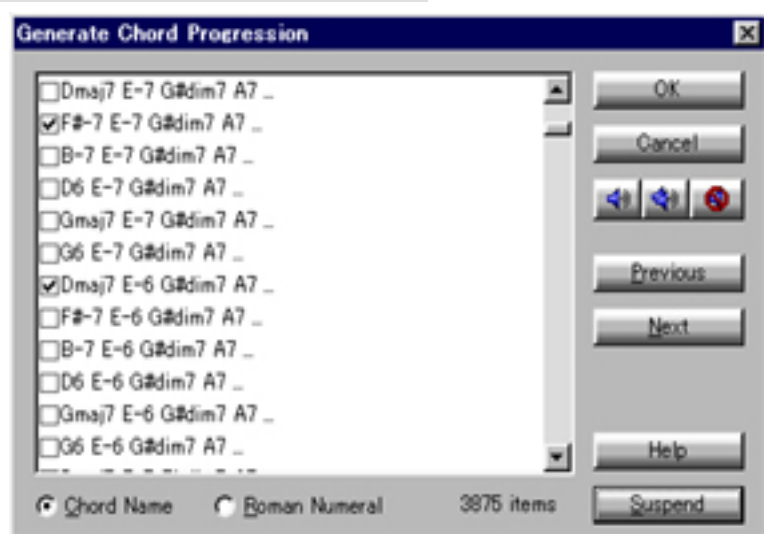 Generate Chord Progression
Dmaj7 E-7 G#dim7 A7 ...
F#-7 E-7 G#dim7 A7 ...
B-7 E-7 G#dim7 A7 ...
D6 E-7 G#dim7 A7 ...
Gmaj7 E-7 G#dim7 A7 ...
G6 E-7 G#dim7 A7 ...
Dmaj7 E-6 G#dim7 A7 ...
F#-7 E-6 G#dim7 A7 ...
B-7 E-6 G#dim7 A7 ...
D6 E-6 G#dim7 A7 ...
Gmaj7 E-6 G#dim7 A7 ...
G6 E-6 G#dim7 A7 ...
Chord Name
Roman Numeral
3875 items
OK
Cancel
Previous
Next
Help
Suspend